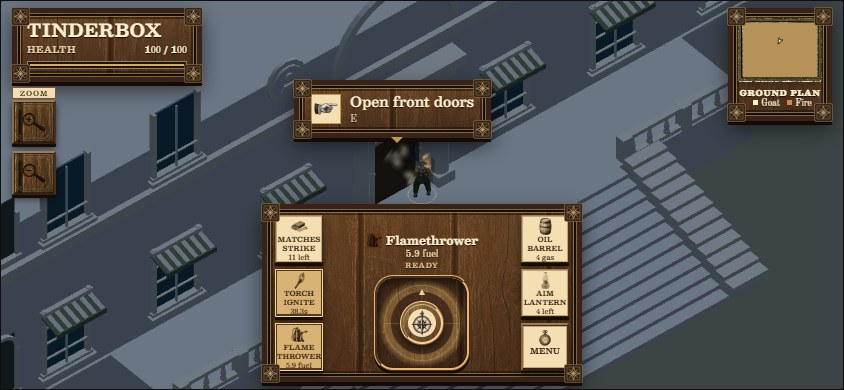 TINDERBOX
HEALTH 100 / 100
ZOOM
Open front doors
E
GROUND PLAN
Goat Fire
MATCHES
STRIKE
11 left
TORCH
IGNITE
38.3s
FLAME
THROWER
5.9 fuel
Flamethrower
5.9 fuel
READY
OIL
BARREL
4 gas
AIM
LANTERN
4 left
MENU